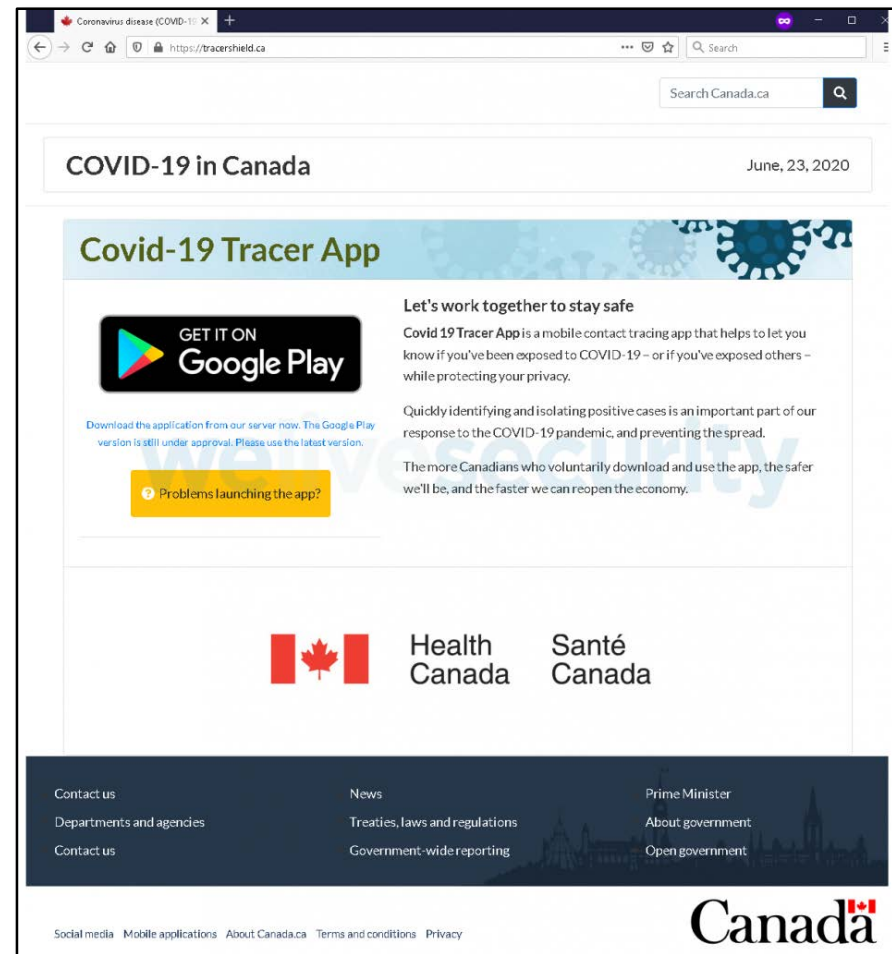 Coronavirus disease (COVID-19
https://tracershield.ca
Search
Search Canada.ca
COVID-19 in Canada
June, 23, 2020
Covid-19 Tracer App
GET IT ON
Google Play
Download the application from our server now. The Google Play
version is still under approval. Please use the latest version.
Problems launching the app?
Let's work together to stay safe
Covid 19 Tracer App is a mobile contact tracing app that helps to let you
know if you've been exposed to COVID-19 – or if you've exposed others –
while protecting your privacy.
Quickly identifying and isolating positive cases is an important part of our
response to the COVID-19 pandemic, and preventing the spread.
The more Canadians who voluntarily download and use the app, the safer
we'll be, and the faster we can reopen the economy.
welivesecurity
Health Santé
Canada Canada
Contact us News Prime Minister
Departments and agencies Treaties, laws and regulations About government
Contact us Government-wide reporting Open government
Social media Mobile applications About Canada.ca Terms and conditions Privacy
Canada